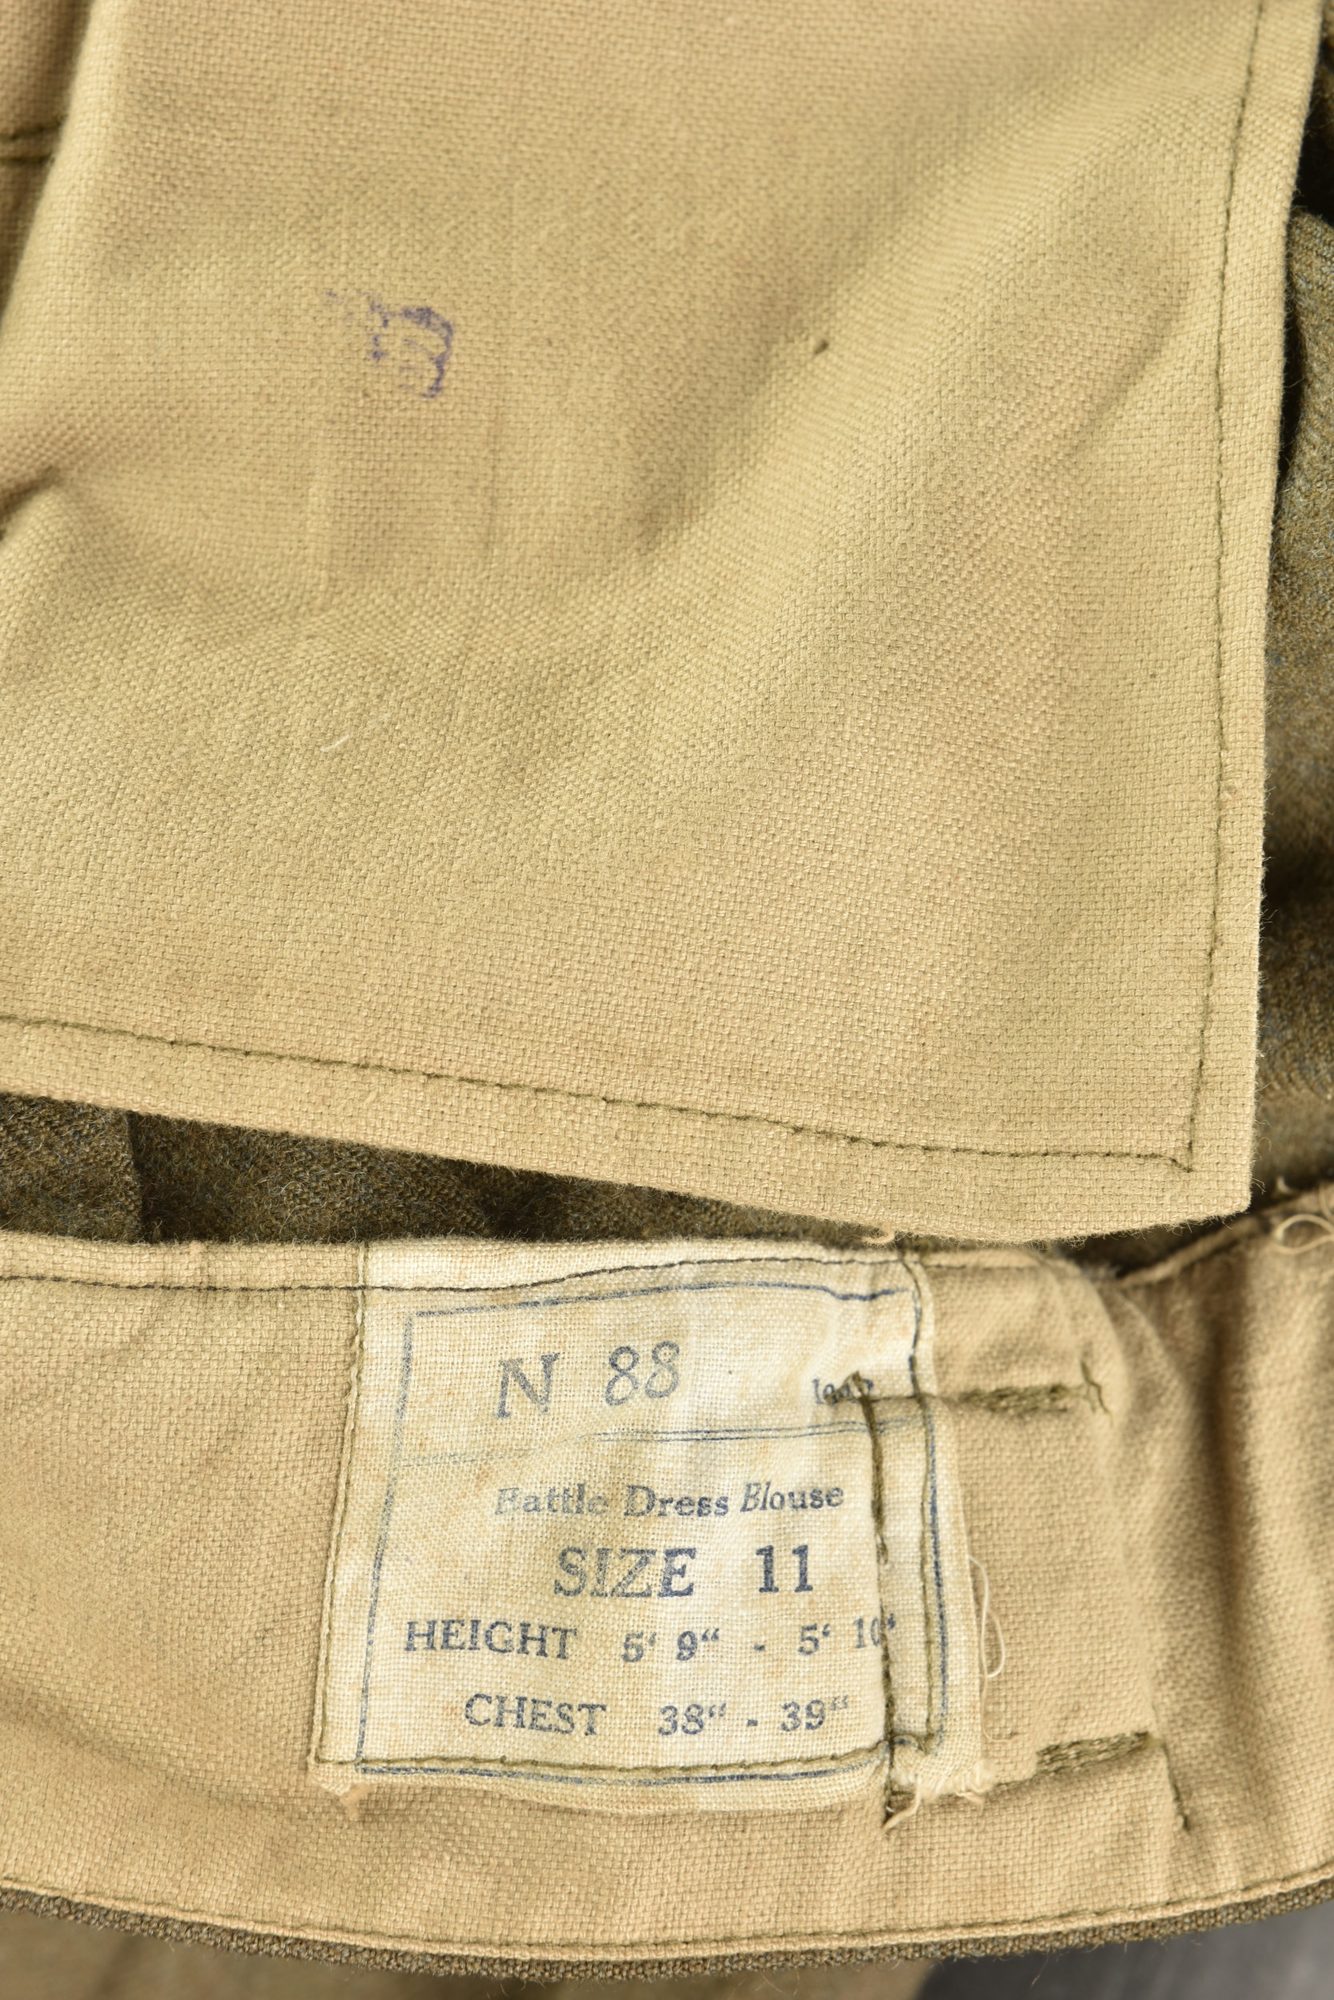 N 88
Battle Dress Blouse
SIZE 11
HEIGHT 5' 9" - 5' 10"
CHEST 38" - 39"